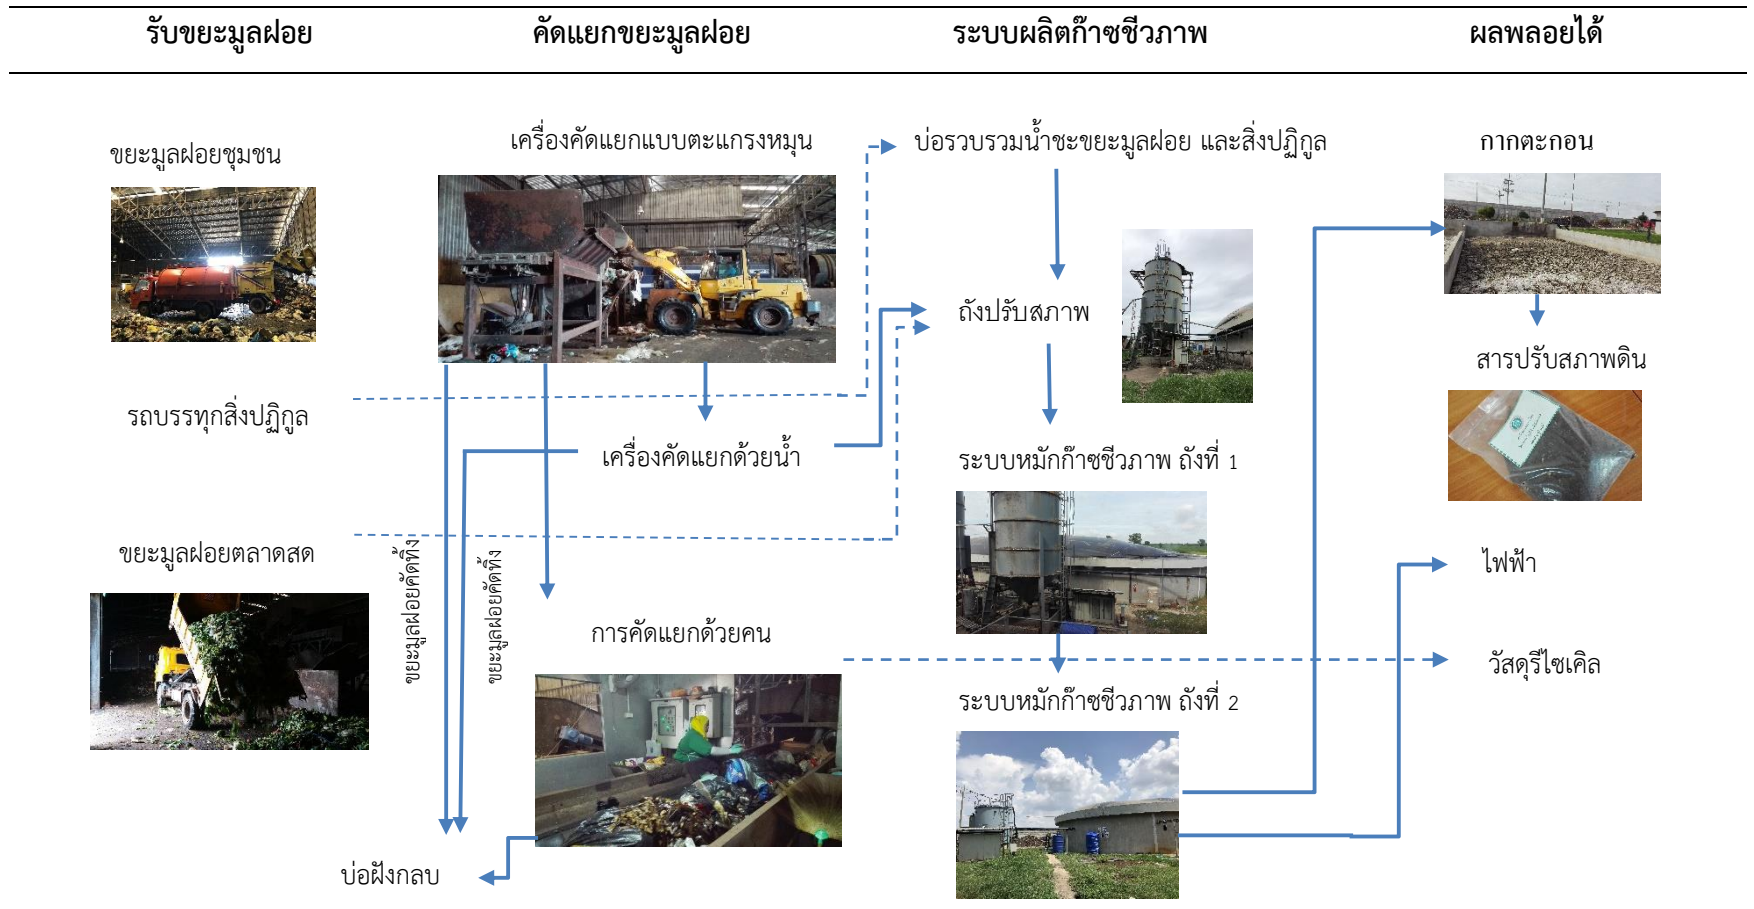 รับขยะมูลฝอย
คัดแยกขยะมูลฝอย
ระบบผลิตก๊าซชีวภาพ
ผลพลอยได้
ขยะมูลฝอยชุมชน
เครื่องคัดแยกแบบตะแกรงหมุน
บ่อรวบรวมน้ำชะขยะมูลฝอย และสิ่งปฏิกูล
กากตะกอน
ถังปรับสภาพ
สารปรับสภาพดิน
รถบรรทุกสิ่งปฏิกูล
เครื่องคัดแยกด้วยน้ำ
ระบบหมักก๊าซชีวภาพ ถังที่ 1
ขยะมูลฝอยตลาดสด
ขยะมูลฝอยคัดทิ้ง
ขยะมูลฝอยคัดทิ้ง
ไฟฟ้า
การคัดแยกด้วยคน
วัสดุรีไซเคิล
ระบบหมักก๊าซชีวภาพ ถังที่ 2
บ่อฝังกลบ